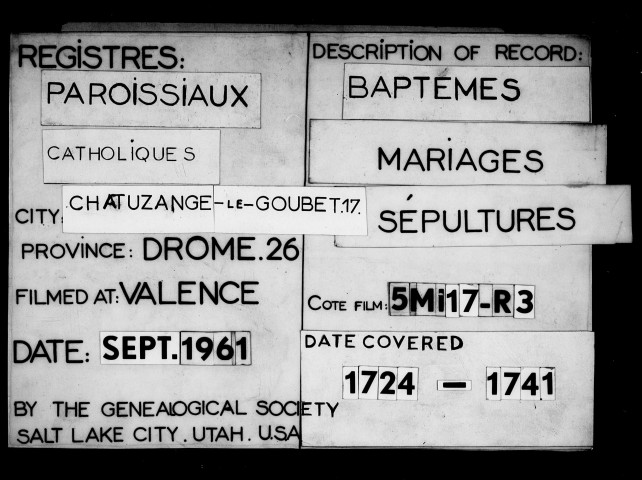 REGISTRES:
PAROISSIAUX
CATHOLIQUES
CITY: .CHATUZANGE-LE-GOUBET.17.
PROVINCE: DROME.26
FILMED AT: VALENCE
DATE: SEPT.1961
BY THE GENEALOGICAL SOCIETY
SALT LAKE CITY. UTAH. U.S.A
DESCRIPTION OF RECORD:
BAPTEMES
MARIAGES
SÉPULTURES
COTE FILM: 5Mi17-R3
DATE COVERED
1724 - 1741